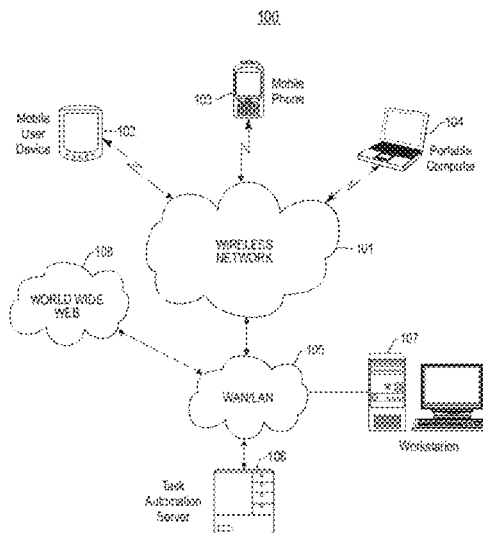 100
103
Mobile
Phone
Mobile
User
Device
102
104
Portable
Computer
WIRELESS
NETWORK
101
108
WORLD WIDE
WEB
105
107
WAN/LAN
Workstation
106
Task
Automation
Server